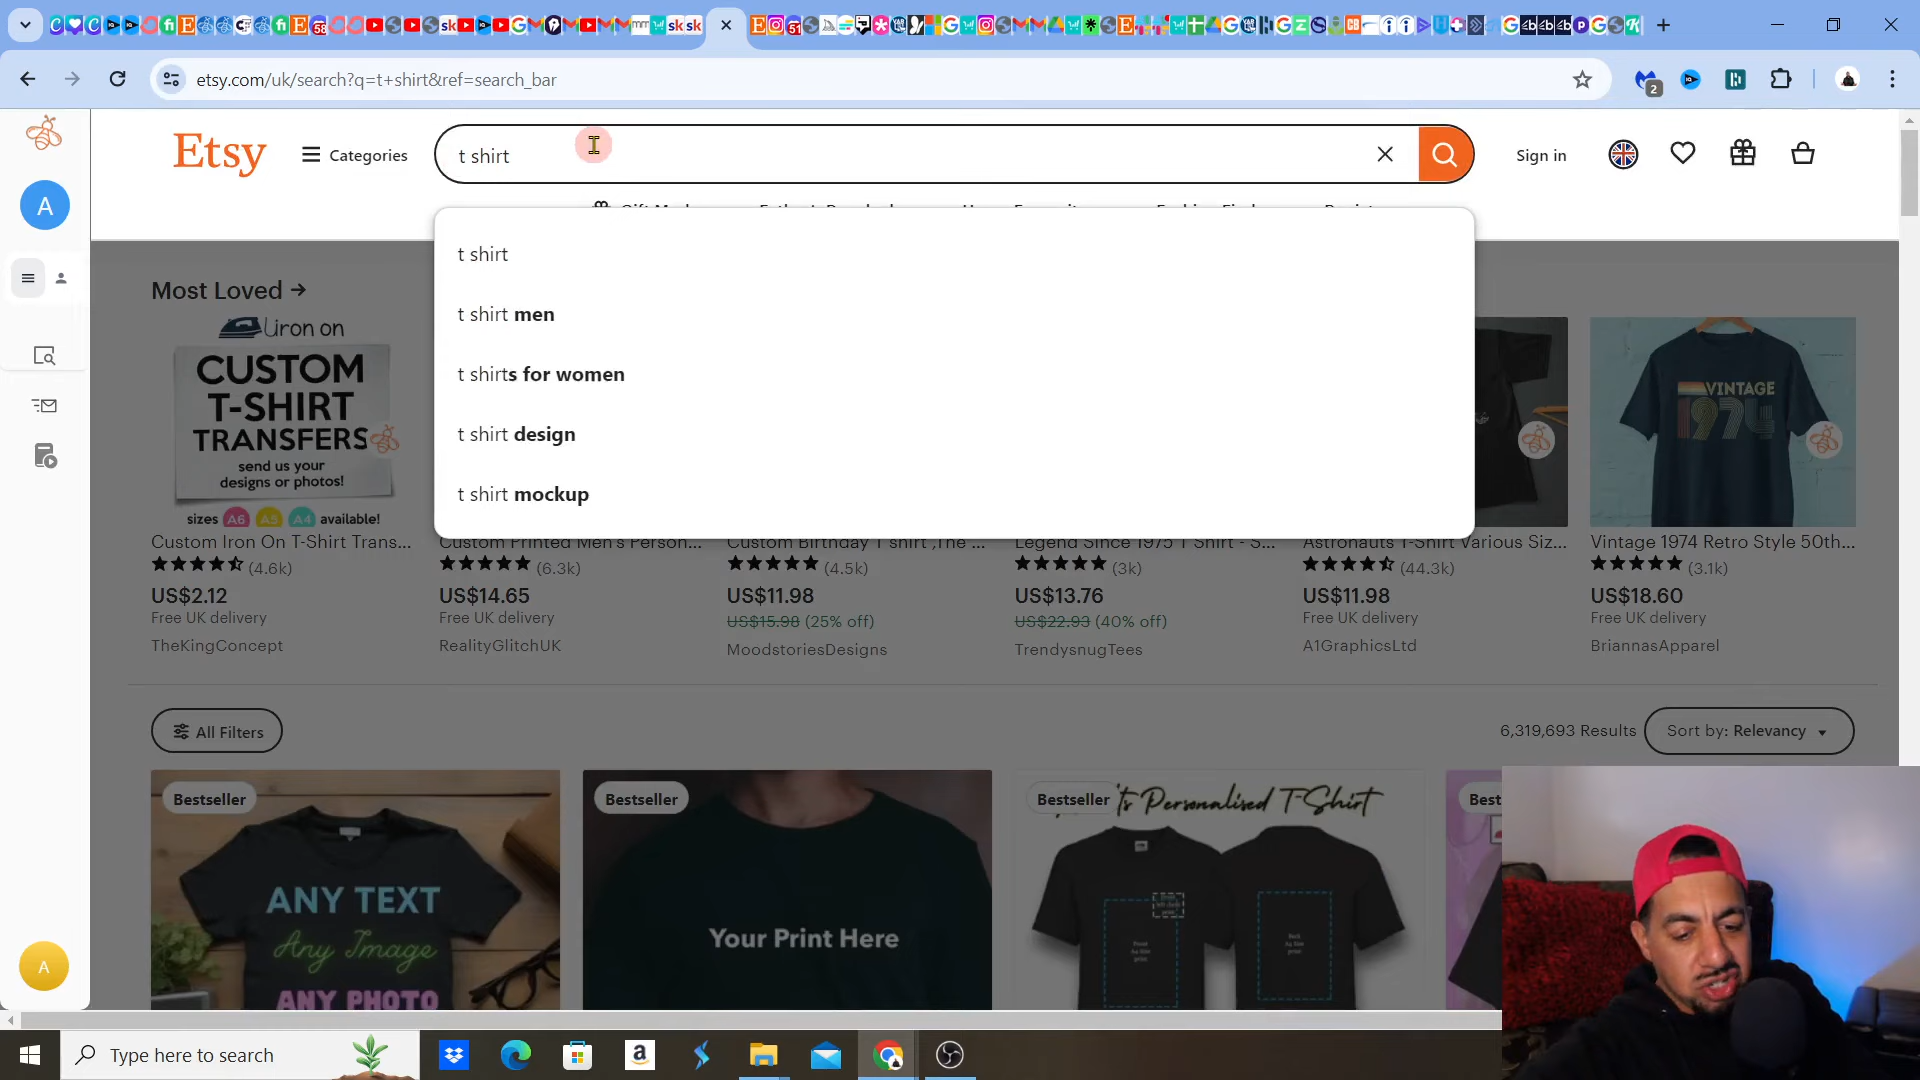 etsy.com/uk/search?q=t+shirt&ref=search_bar
2
Etsy
Categories
t shirt
Sign in
A
t shirt
t shirt men
t shirts for women
t shirt design
t shirt mockup
Most Loved →
iron on
CUSTOM
T-SHIRT
TRANSFERS
send us your
designs or photos!
sizes A6 A5 A4 available!
VINTAGE
1974
Custom Iron On T-Shirt Trans...
Custom Printed Men's Person...
Custom Birthday T shirt ,The ...
Legend Since 1975 T Shirt - S...
Astronauts T-Shirt Various Siz...
Vintage 1974 Retro Style 50th...
(4.6k)
(6.3k)
(4.5k)
(3k)
(44.3k)
(3.1k)
US$2.12
US$14.65
US$11.98
US$13.76
US$11.98
US$18.60
Free UK delivery
Free UK delivery
US$15.98 (25% off)
US$22.93 (40% off)
Free UK delivery
Free UK delivery
TheKingConcept
RealityGlitchUK
MoodstoriesDesigns
TrendysnugTees
A1GraphicsLtd
BriannasApparel
All Filters
6,319,693 Results
Sort by: Relevancy
Bestseller
Bestseller
Bestseller
Personalised T-Shirt
ANY TEXT
Any Image
ANY PHOTO
Your Print Here
A
Type here to search